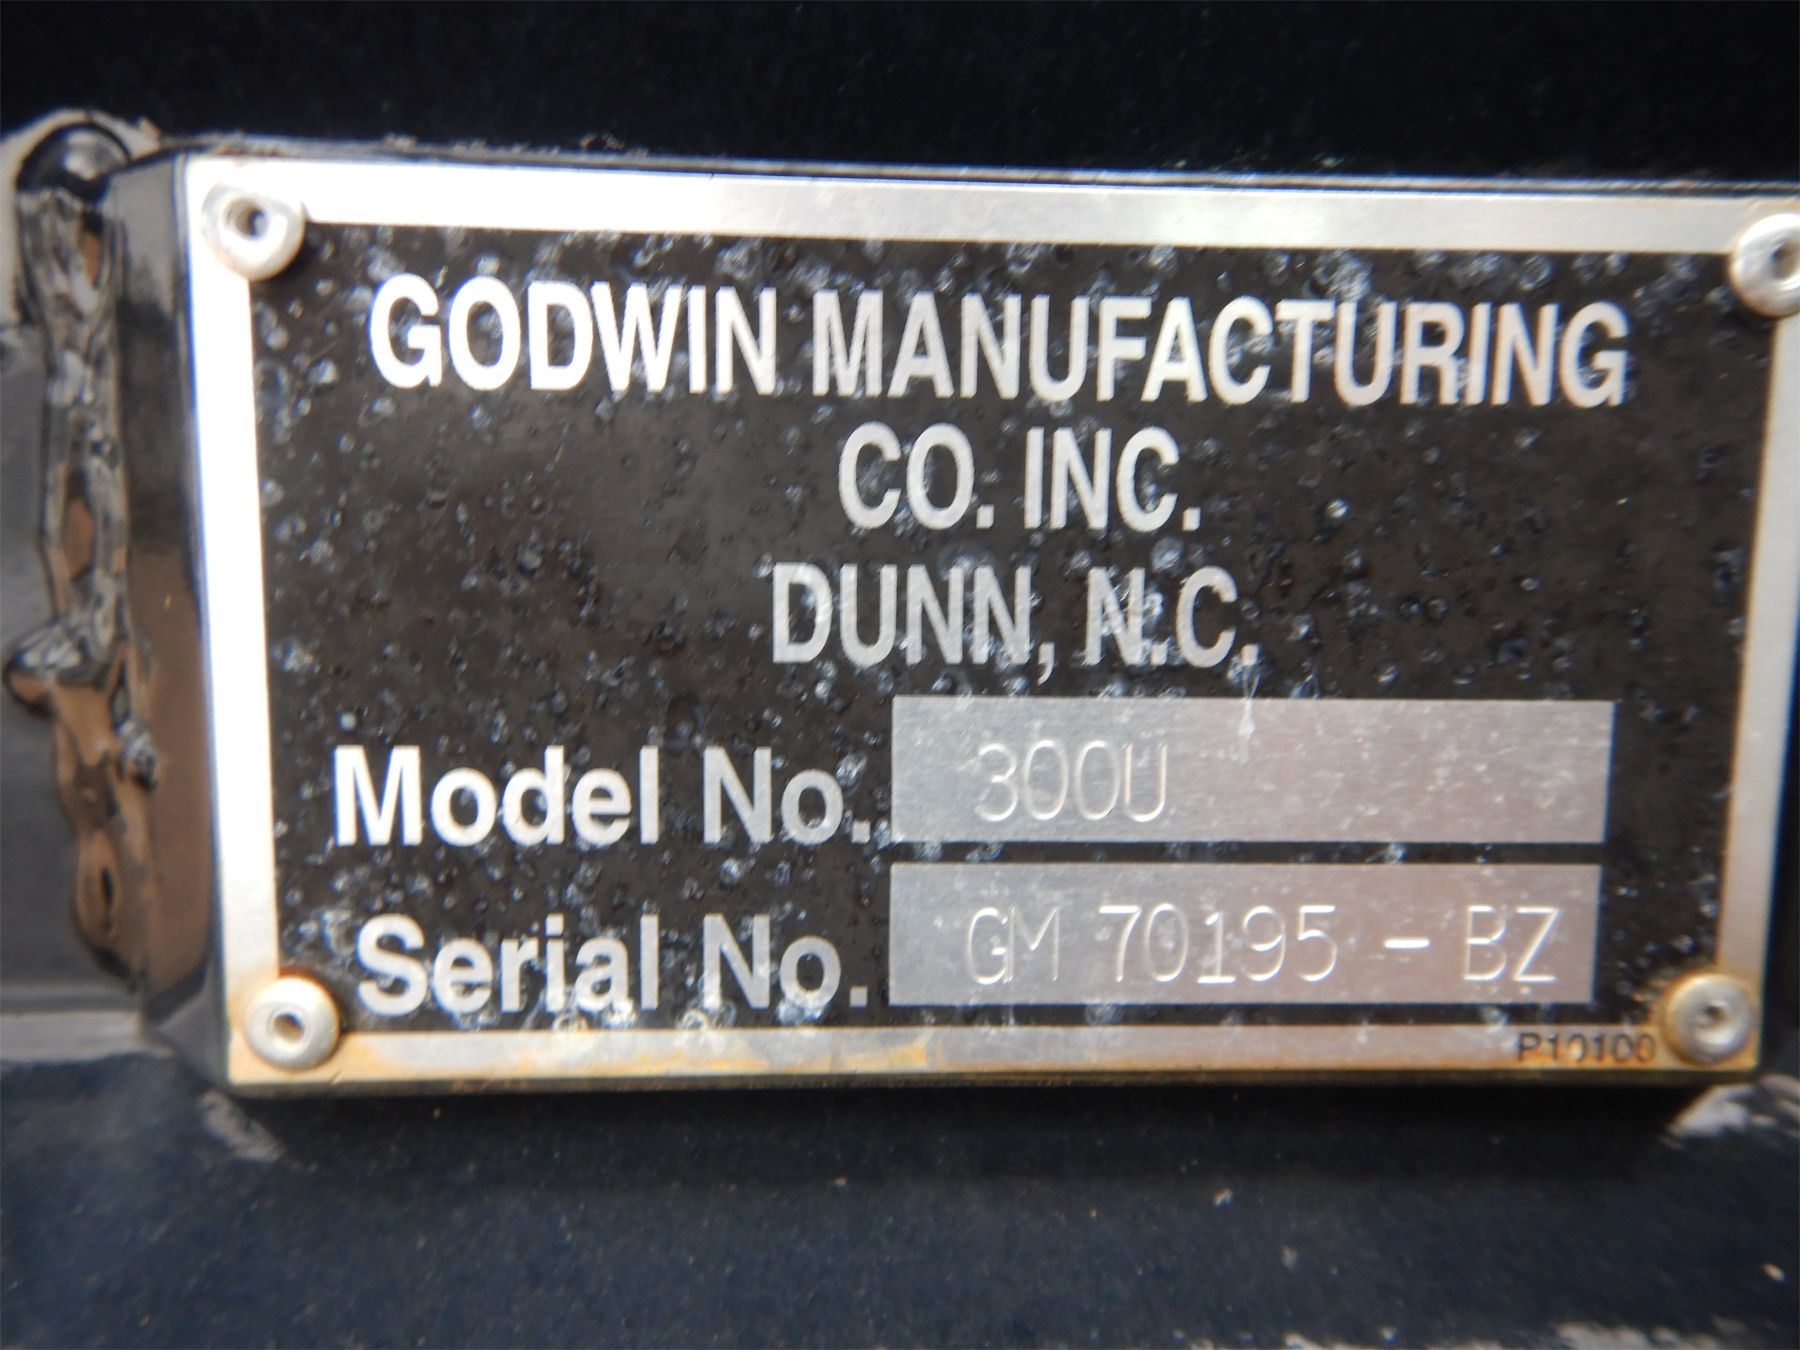 GODWIN MANUFACTURING
CO. INC.
DUNN, N.C.
Model No. 300U
Serial No. GM 70195 - BZ
P10100